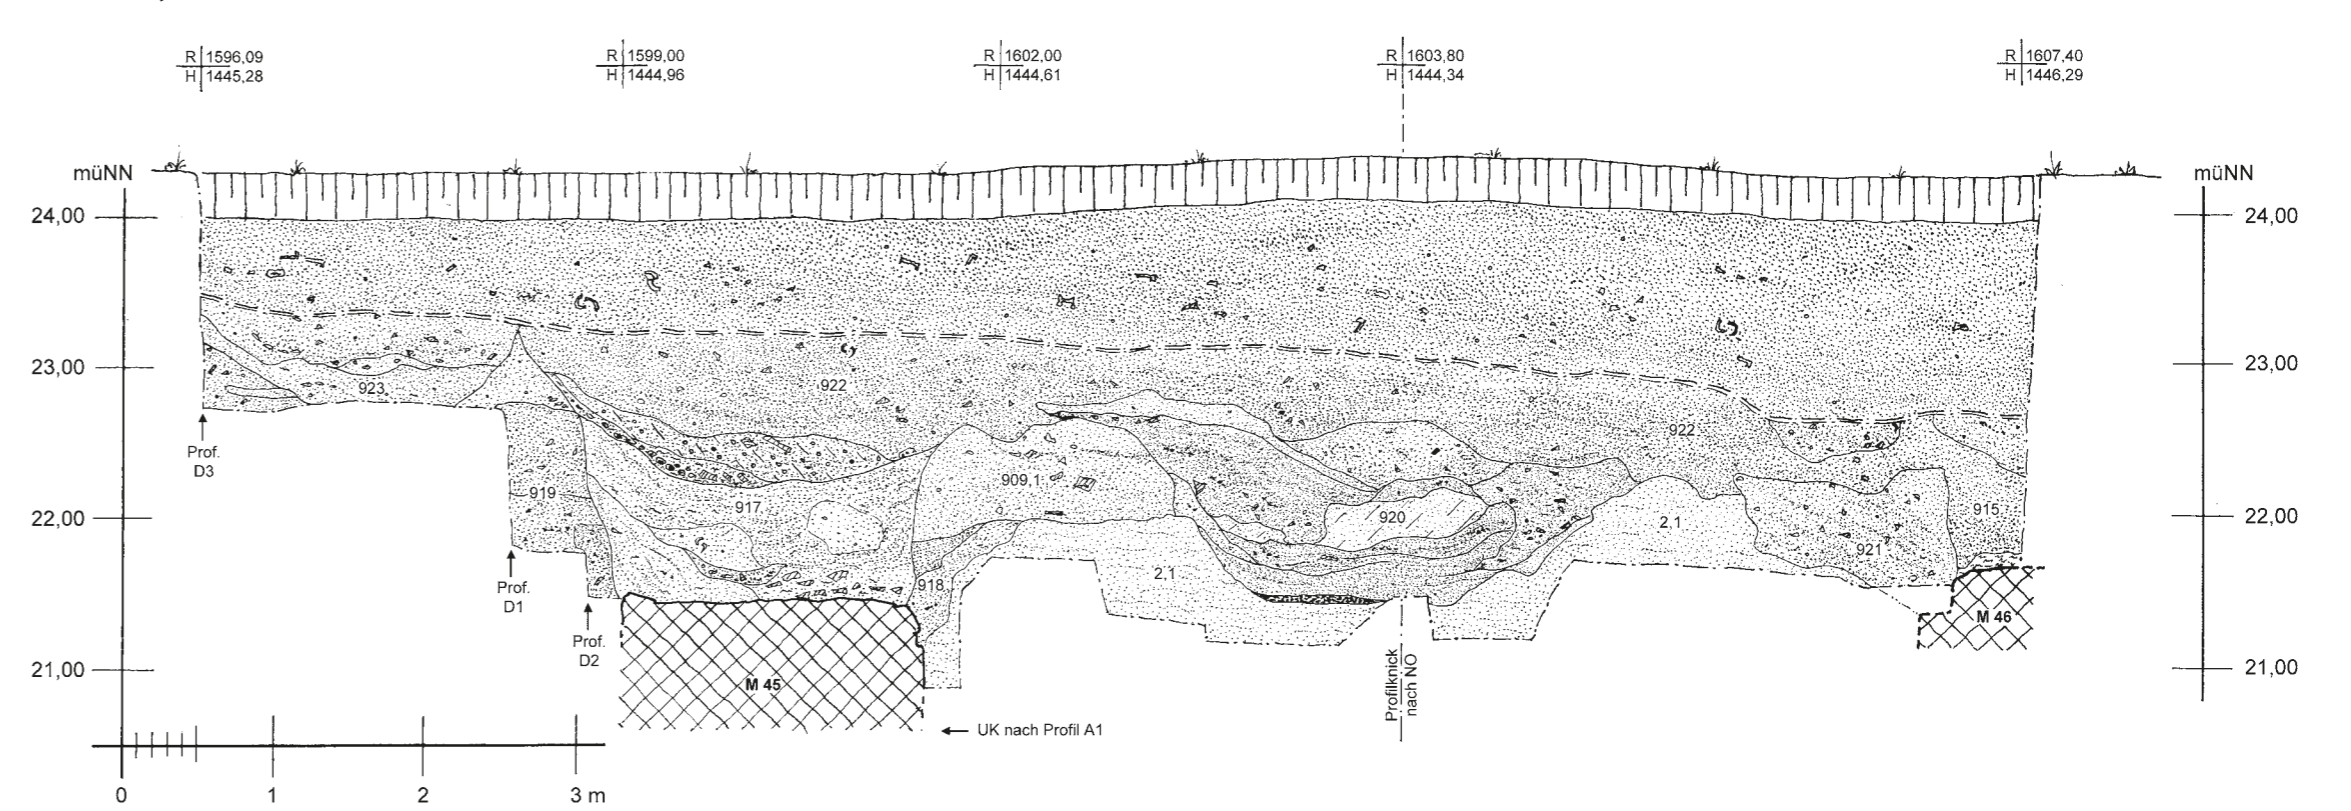 R 1596,09
H 1445,28
R 1599,00
H 1444,96
R 1602,00
H 1444,61
R 1603,80
H 1444,34
R 1607,40
H 1446,29
müNN
müNN
24,00
24,00
23,00
23,00
22,00
22,00
21,00
21,00
923
922
922
919
917
909,1
920
2,1
2,1
915
921
918
Prof.
D3
Prof.
D1
Prof.
D2
M 45
M 46
UK nach Profil A1
Profilknick
nach NO
0 1 2 3 m